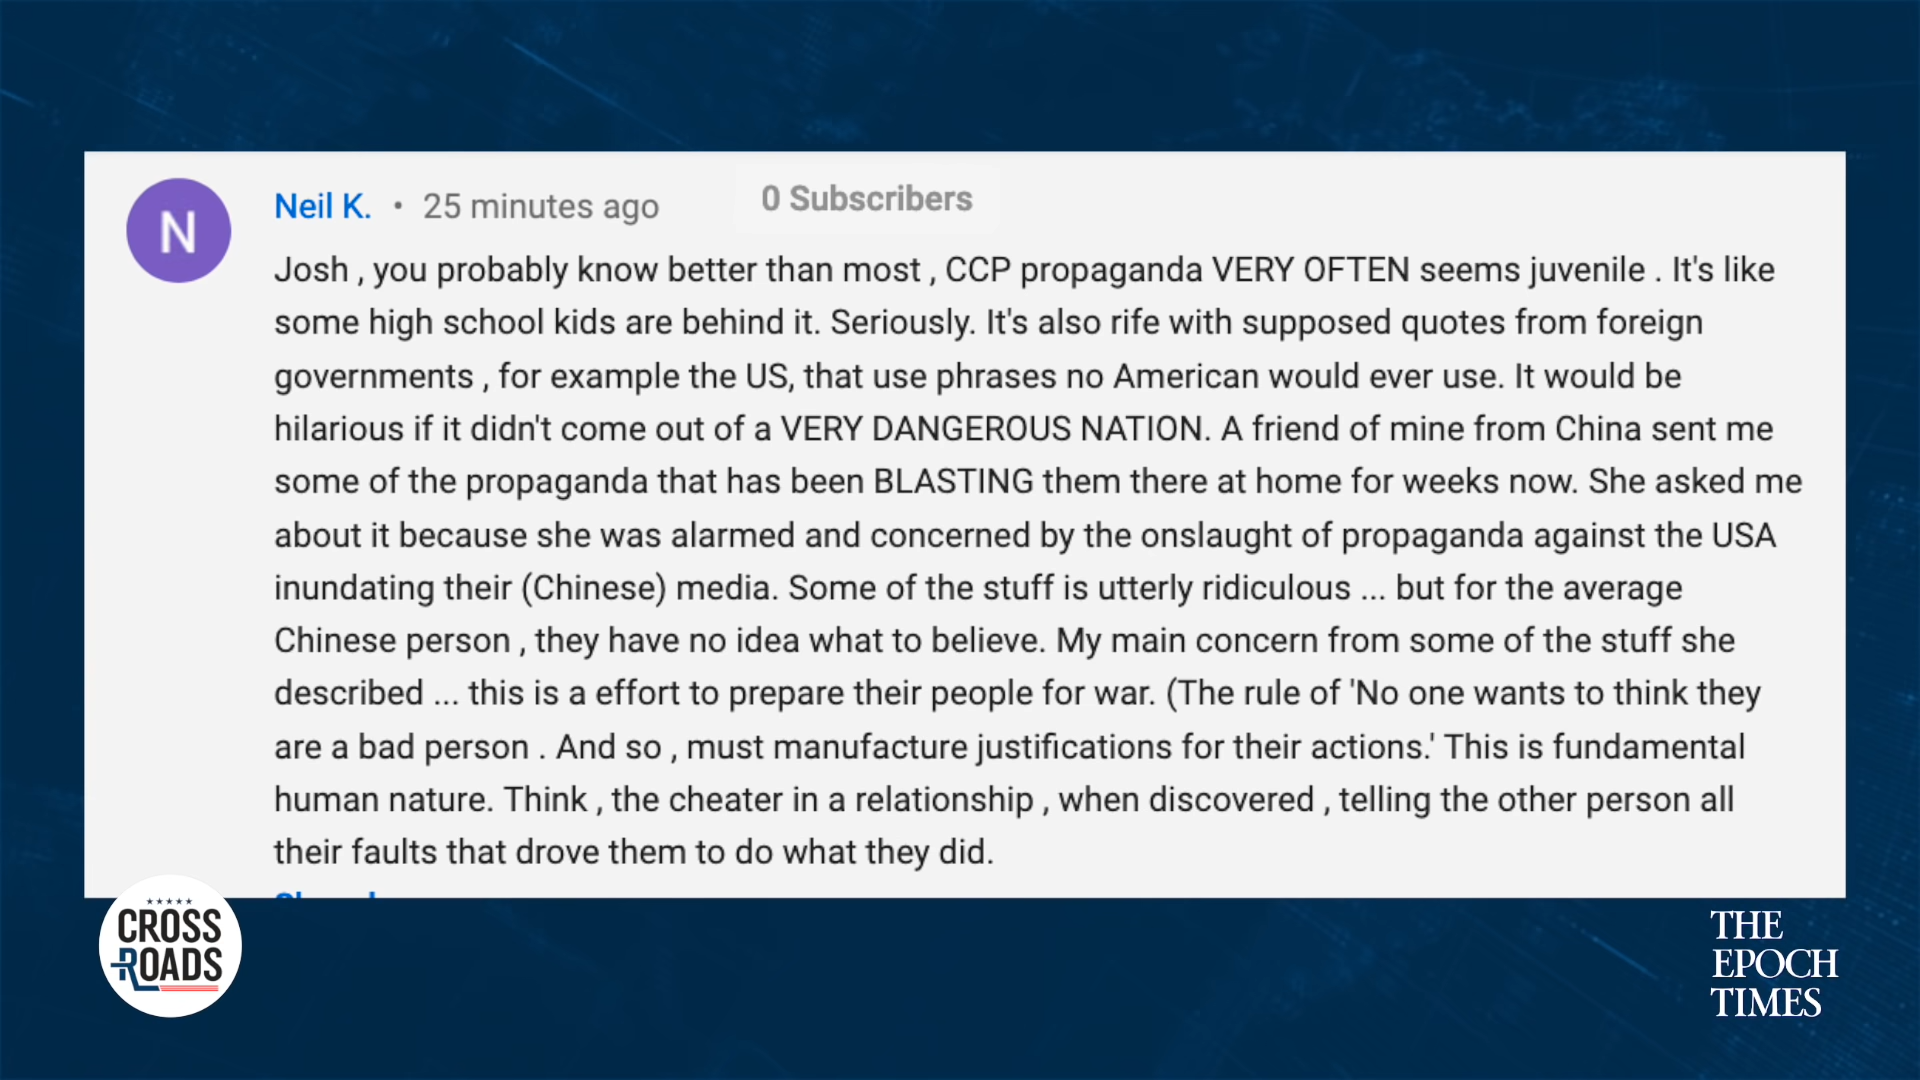 N
Neil K. • 25 minutes ago 0 Subscribers
Josh , you probably know better than most , CCP propaganda VERY OFTEN seems juvenile . It's like
some high school kids are behind it. Seriously. It's also rife with supposed quotes from foreign
governments , for example the US, that use phrases no American would ever use. It would be
hilarious if it didn't come out of a VERY DANGEROUS NATION. A friend of mine from China sent me
some of the propaganda that has been BLASTING them there at home for weeks now. She asked me
about it because she was alarmed and concerned by the onslaught of propaganda against the USA
inundating their (Chinese) media. Some of the stuff is utterly ridiculous ... but for the average
Chinese person , they have no idea what to believe. My main concern from some of the stuff she
described ... this is a effort to prepare their people for war. (The rule of 'No one wants to think they
are a bad person . And so , must manufacture justifications for their actions.' This is fundamental
human nature. Think , the cheater in a relationship , when discovered , telling the other person all
their faults that drove them to do what they did.
CROSS
ROADS
THE
EPOCH
TIMES